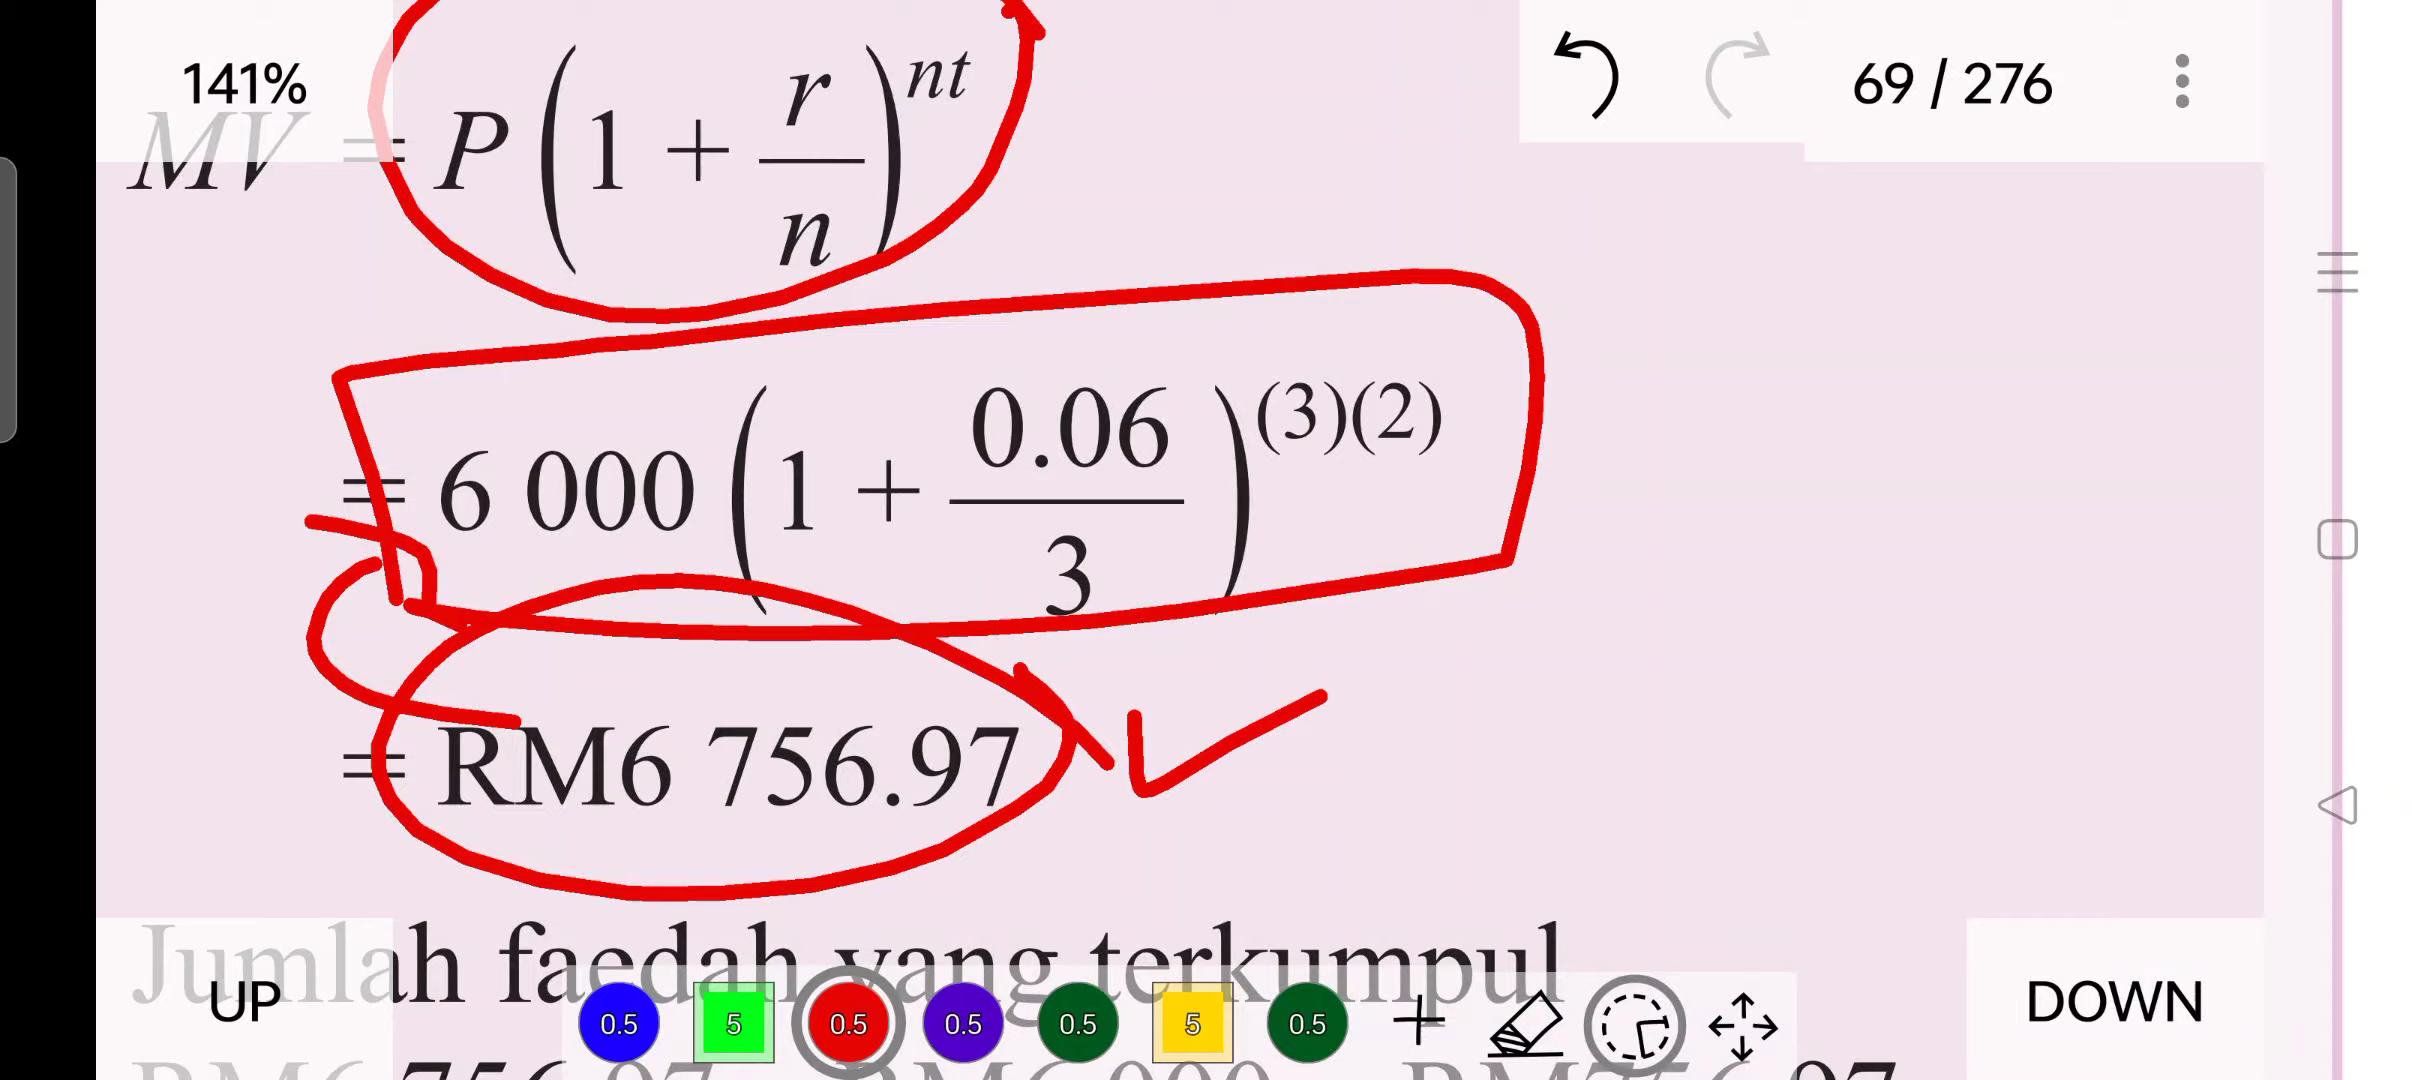 141%
69 / 276
MV = P(1 + r/n)^nt
= 6 000(1 + 0.06/3)^(3)(2)
= RM6 756.97
Jumlah faedah yang terkumpul
UP
0.5 5 0.5 0.5 0.5 5 0.5
DOWN